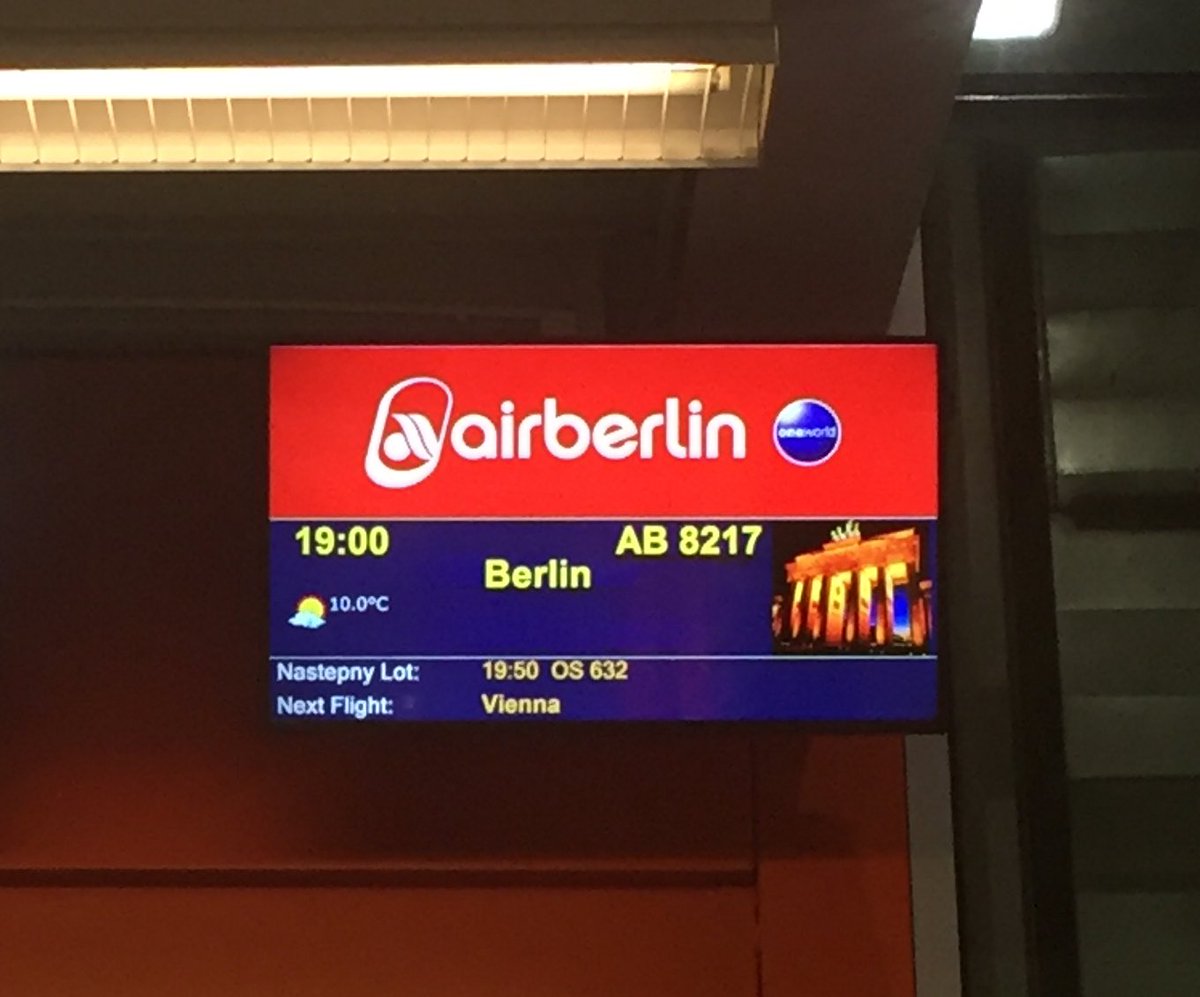 airberlin oneworld
19:00 AB 8217
Berlin
10.0°C
Nastepny Lot: 19:50 OS 632
Next Flight: Vienna